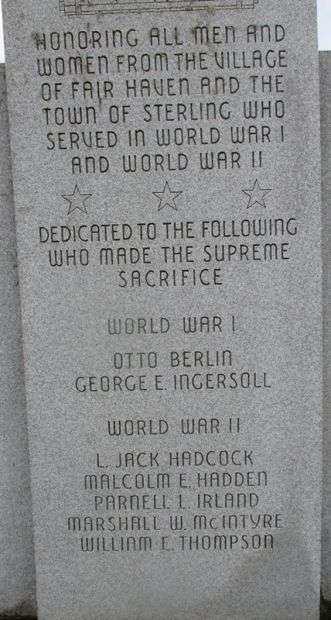 HONORING ALL MEN AND
WOMEN FROM THE VILLAGE
OF FAIR HAVEN AND THE
TOWN OF STERLING WHO
SERVED IN WORLD WAR I
AND WORLD WAR II
DEDICATED TO THE FOLLOWING
WHO MADE THE SUPREME
SACRIFICE
WORLD WAR I
OTTO BERLIN
GEORGE E. INGERSOLL
WORLD WAR II
L. JACK HADCOCK
MALCOLM E. HADDEN
PARNELL L. IRLAND
MARSHALL W. McINTYRE
WILLIAM E. THOMPSON